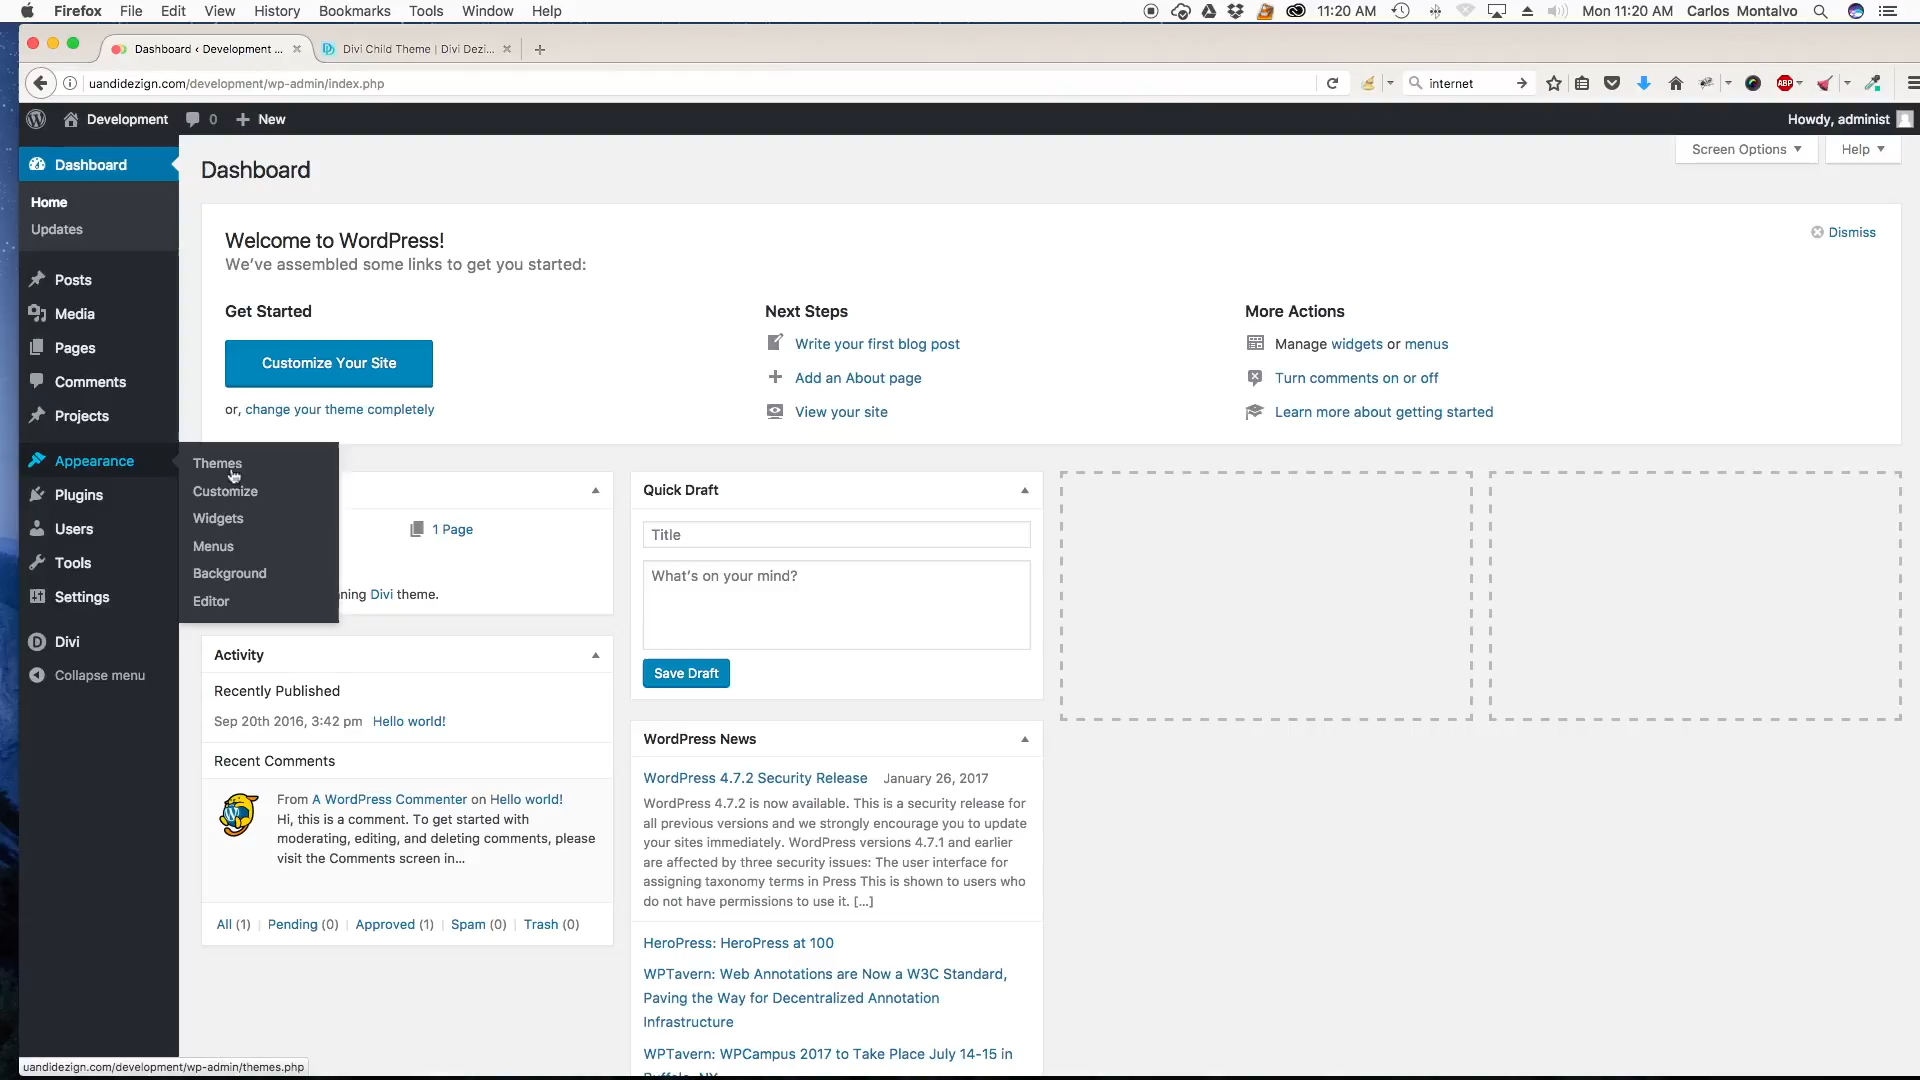 Firefox File Edit View History Bookmarks Tools Window Help 11:20 AM Mon 11:20 AM Carlos Montalvo
Dashboard ‹ Development ... Divi Child Theme | Divi Dezi...
uandidezign.com/development/wp-admin/index.php internet ABP
Development 0 New Howdy, administ
Screen Options Help
Dashboard
Home
Updates
Posts
Media
Pages
Comments
Projects
Appearance
Plugins
Users
Tools
Settings
Divi
Collapse menu
Themes
Customize
Widgets
Menus
Background
Editor
Dashboard
Welcome to WordPress!
We've assembled some links to get you started:
Dismiss
Get Started
Customize Your Site
or, change your theme completely
Next Steps
Write your first blog post
Add an About page
View your site
More Actions
Manage widgets or menus
Turn comments on or off
Learn more about getting started
1 Page
ning Divi theme.
Activity
Recently Published
Sep 20th 2016, 3:42 pm Hello world!
Recent Comments
From A WordPress Commenter on Hello world!
Hi, this is a comment. To get started with
moderating, editing, and deleting comments, please
visit the Comments screen in...
All (1) | Pending (0) | Approved (1) | Spam (0) | Trash (0)
Quick Draft
Title
What's on your mind?
Save Draft
WordPress News
WordPress 4.7.2 Security Release January 26, 2017
WordPress 4.7.2 is now available. This is a security release for
all previous versions and we strongly encourage you to update
your sites immediately. WordPress versions 4.7.1 and earlier
are affected by three security issues: The user interface for
assigning taxonomy terms in Press This is shown to users who
do not have permissions to use it. [...]
HeroPress: HeroPress at 100
WPTavern: Web Annotations are Now a W3C Standard,
Paving the Way for Decentralized Annotation
Infrastructure
WPTavern: WPCampus 2017 to Take Place July 14-15 in
Buffalo, NY
uandidezign.com/development/wp-admin/themes.php